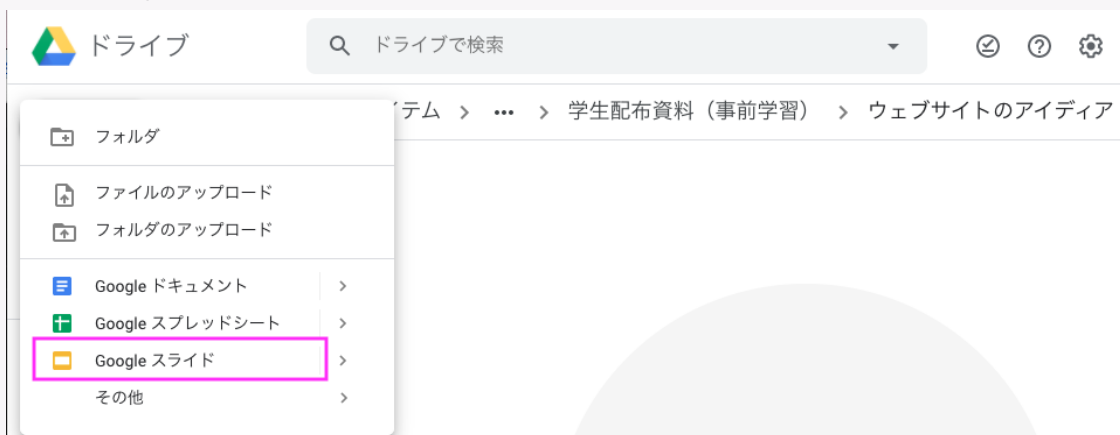 ドライブ
ドライブで検索
テム > ••• > 学生配布資料（事前学習） > ウェブサイトのアイディア
フォルダ
ファイルのアップロード
フォルダのアップロード
Google ドキュメント
Google スプレッドシート
Google スライド
その他